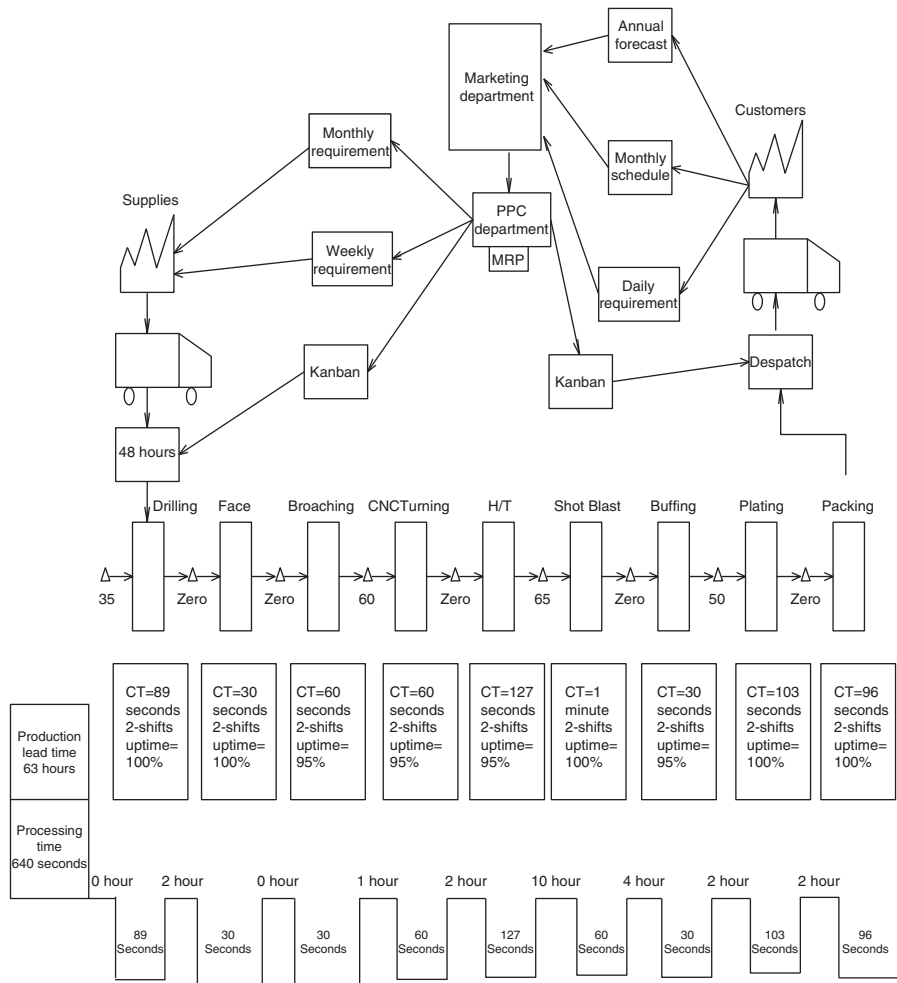 Annual
forecast
Marketing
department
Customers
Monthly
requirement
Monthly
schedule
Supplies
PPC
department
MRP
Weekly
requirement
Daily
requirement
Kanban
Kanban
Despatch
48 hours
Drilling Face Broaching CNCTurning H/T Shot Blast Buffing Plating Packing
35 Zero Zero 60 Zero 65 Zero 50 Zero
CT=89
seconds
2-shifts
uptime=
100%
CT=30
seconds
2-shifts
uptime=
100%
CT=60
seconds
2-shifts
uptime=
95%
CT=60
seconds
2-shifts
uptime=
95%
CT=127
seconds
2-shifts
uptime=
95%
CT=1
minute
2-shifts
uptime=
100%
CT=30
seconds
2-shifts
uptime=
95%
CT=103
seconds
2-shifts
uptime=
100%
CT=96
seconds
2-shifts
uptime=
100%
Production
lead time
63 hours
Processing
time
640 seconds
0 hour 2 hour 0 hour 1 hour 2 hour 10 hour 4 hour 2 hour 2 hour
89
Seconds
30
Seconds
30
Seconds
60
Seconds
127
Seconds
60
Seconds
30
Seconds
103
Seconds
96
Seconds